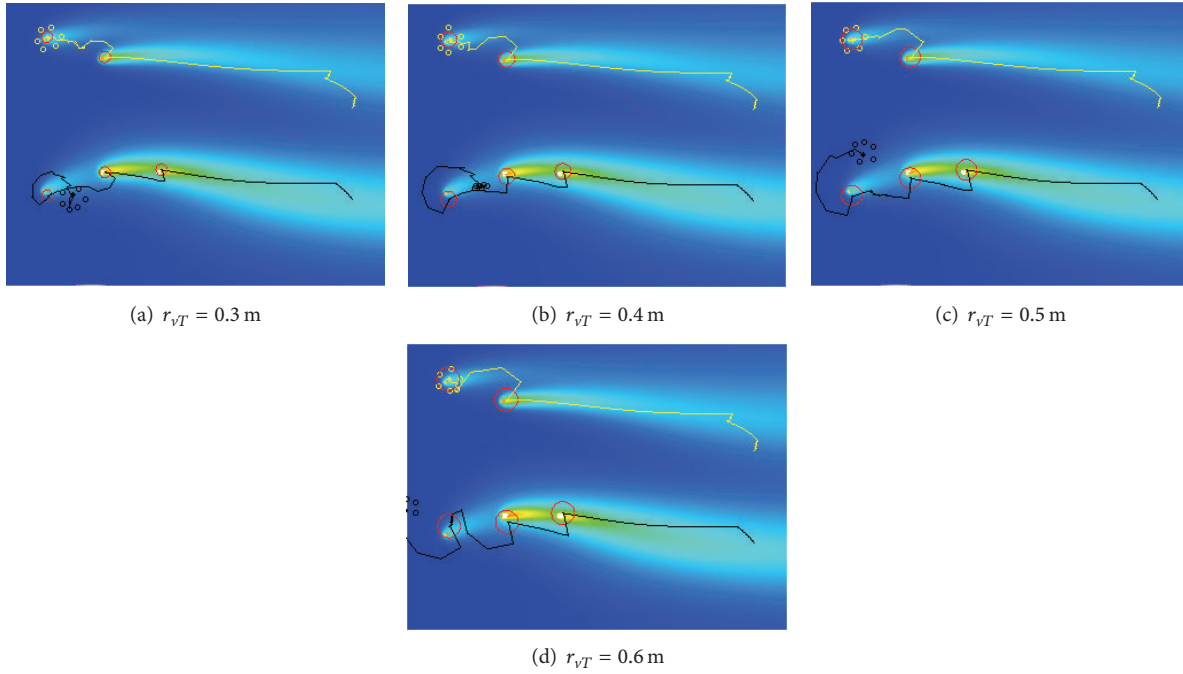 (a) r_vT = 0.3 m
(b) r_vT = 0.4 m
(c) r_vT = 0.5 m
(d) r_vT = 0.6 m